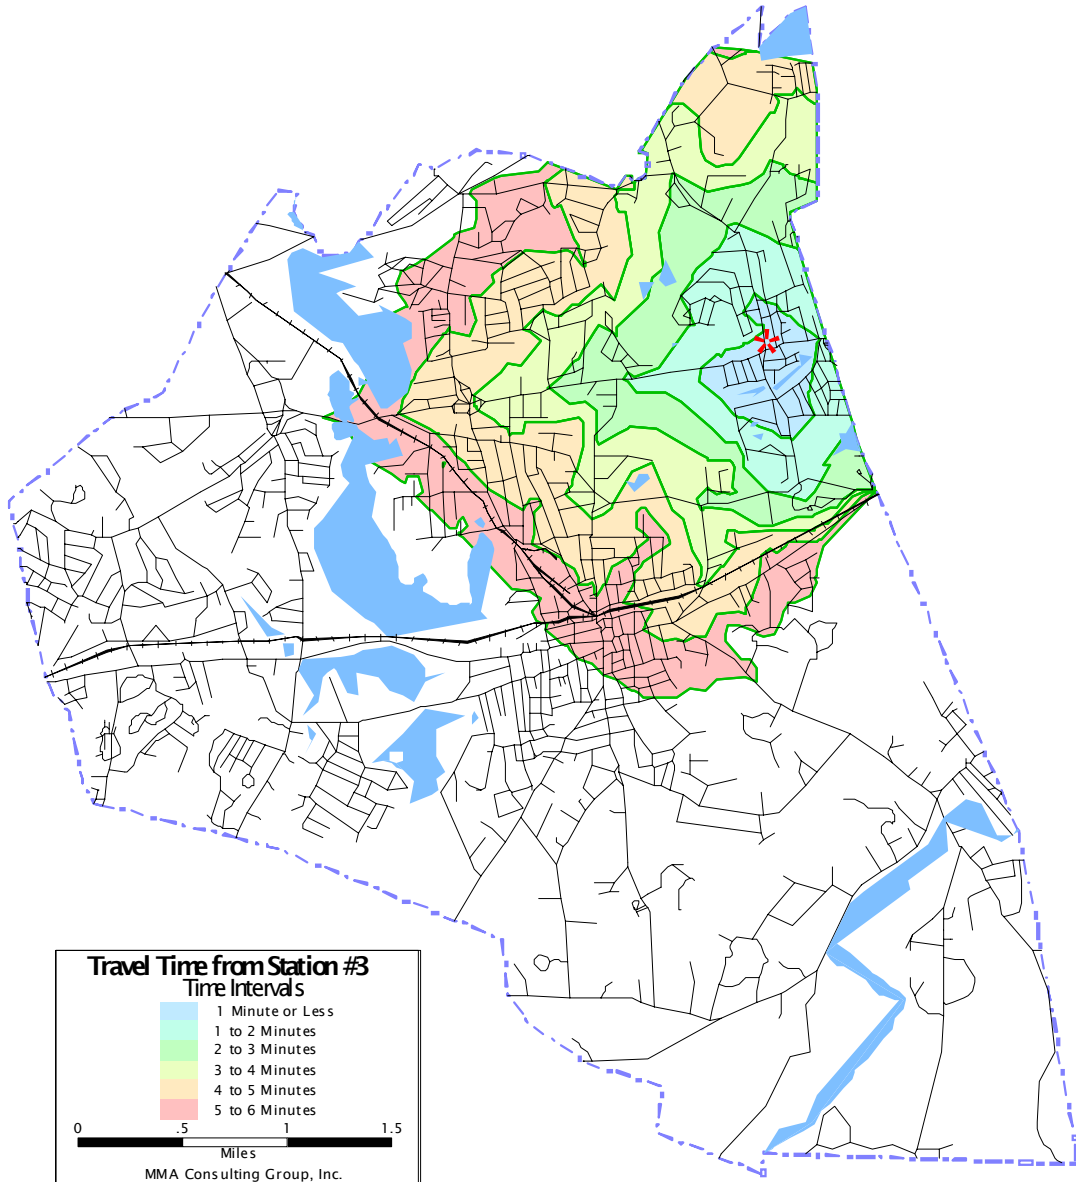 Travel Time from Station #3
Time Intervals
1 Minute or Less
1 to 2 Minutes
2 to 3 Minutes
3 to 4 Minutes
4 to 5 Minutes
5 to 6 Minutes
0 .5 1 1.5
Miles
MMA Consulting Group, Inc.